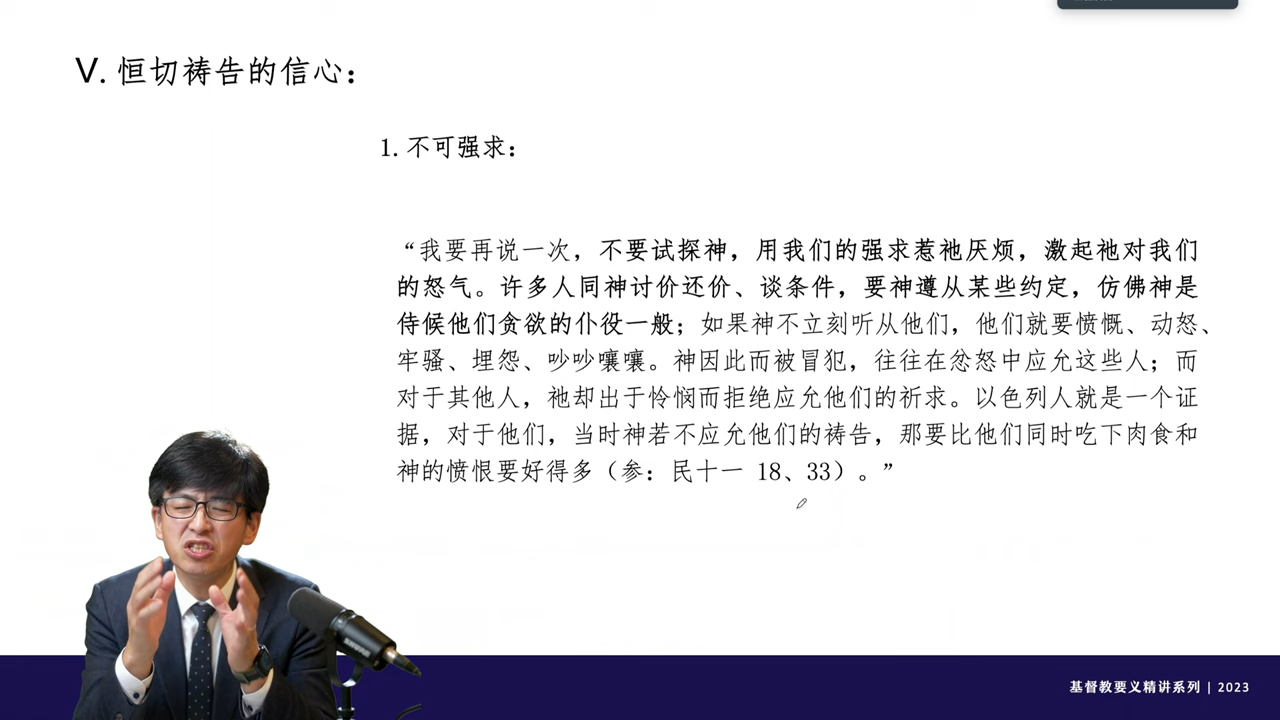 V. 恒切祷告的信心：
1. 不可强求：
“我要再说一次，不要试探神，用我们的强求惹祂厌烦，激起祂对我们
的怒气。许多人同神讨价还价、谈条件，要神遵从某些约定，仿佛神是
侍候他们贪欲的仆役一般；如果神不立刻听从他们，他们就要愤慨、动怒、
牢骚、埋怨、吵吵嚷嚷。神因此而被冒犯，往往在忿怒中应允这些人；而
对于其他人，祂却出于怜悯而拒绝应允他们的祈求。以色列人就是一个证
据，对于他们，当时神若不应允他们的祷告，那要比他们同时吃下肉食和
神的愤恨要好得多（参：民十一 18、33）。”
基督教要义精讲系列 | 2023